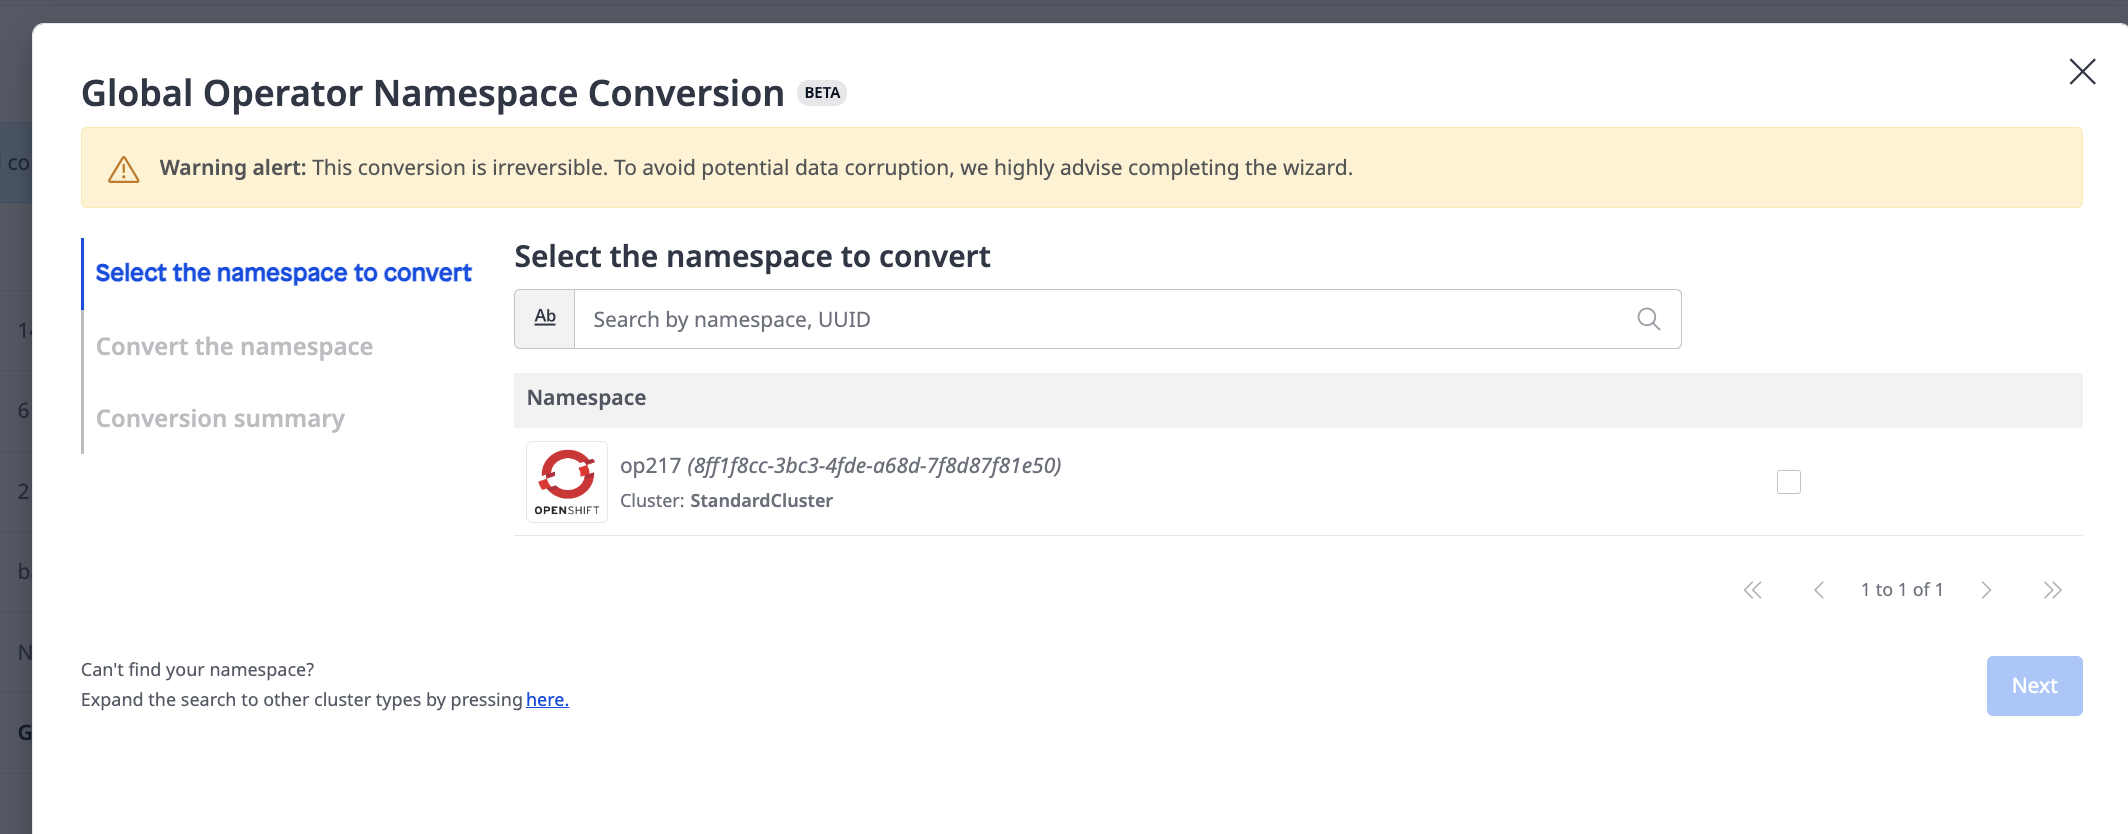 Global Operator Namespace Conversion BETA
Warning alert: This conversion is irreversible. To avoid potential data corruption, we highly advise completing the wizard.
Select the namespace to convert
Convert the namespace
Conversion summary
Select the namespace to convert
Ab Search by namespace, UUID
Namespace
OPENSHIFT
op217 (8ff1f8cc-3bc3-4fde-a68d-7f8d87f81e50)
Cluster: StandardCluster
1 to 1 of 1
Can't find your namespace?
Expand the search to other cluster types by pressing here.
Next
co
6
2